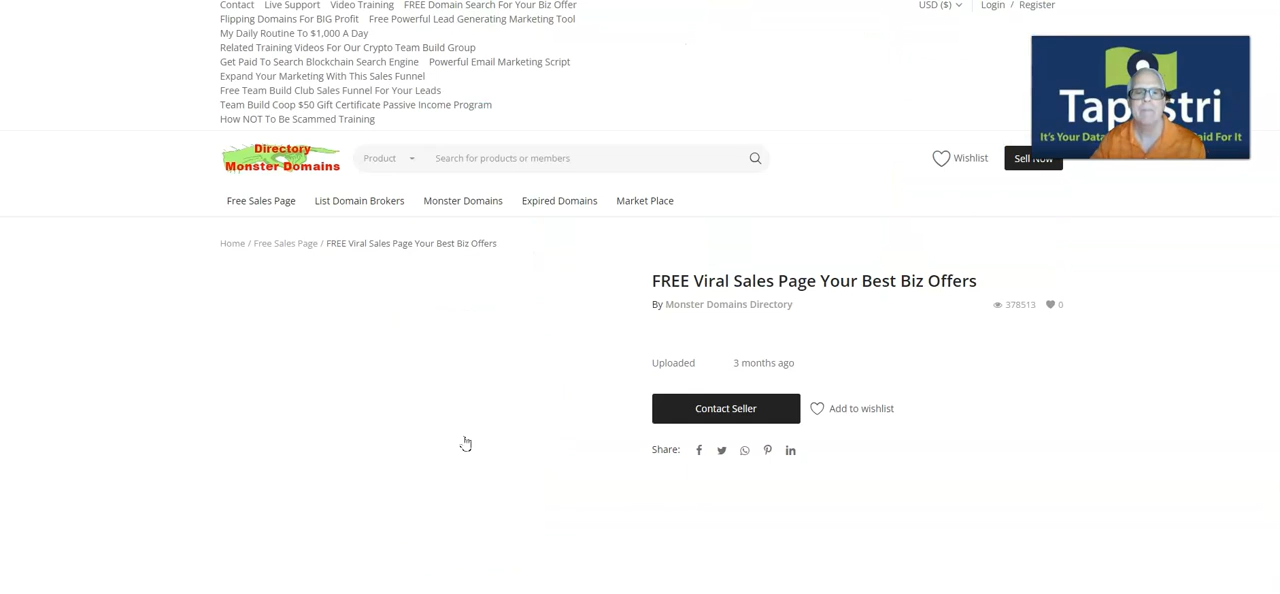 Contact Live Support Video Training FREE Domain Search For Your Biz Offer
USD ($) Login / Register
Flipping Domains For BIG Profit Free Powerful Lead Generating Marketing Tool
My Daily Routine To $1,000 A Day
Related Training Videos For Our Crypto Team Build Group
Get Paid To Search Blockchain Search Engine Powerful Email Marketing Script
Expand Your Marketing With This Sales Funnel
Free Team Build Club Sales Funnel For Your Leads
Team Build Coop $50 Gift Certificate Passive Income Program
How NOT To Be Scammed Training
It's Your Data Paid For It
Directory
Monster Domains
Product Search for products or members
Wishlist Sell Now
Free Sales Page List Domain Brokers Monster Domains Expired Domains Market Place
Home / Free Sales Page / FREE Viral Sales Page Your Best Biz Offers
FREE Viral Sales Page Your Best Biz Offers
By Monster Domains Directory 378513 0
Uploaded 3 months ago
Contact Seller Add to wishlist
Share: